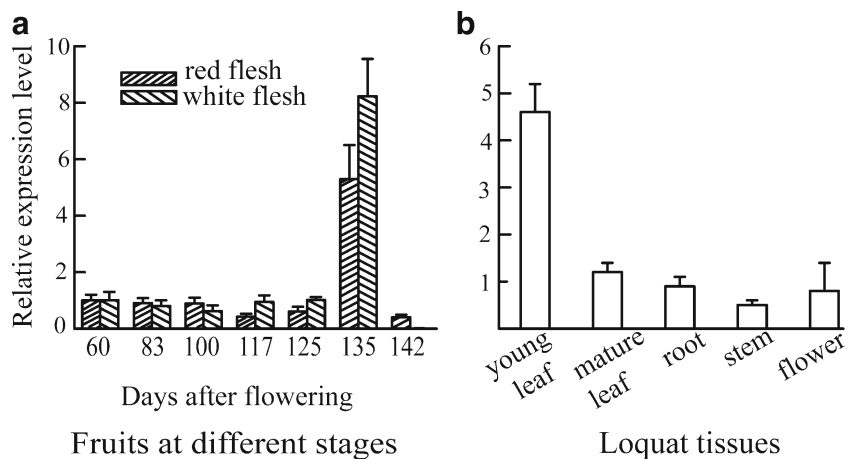 a
Relative expression level
10
8
6
4
2
0
red flesh
white flesh
60 83 100 117 125 135 142
Days after flowering
Fruits at different stages
b
6
5
4
3
2
1
young leaf
mature leaf
root
stem
flower
Loquat tissues